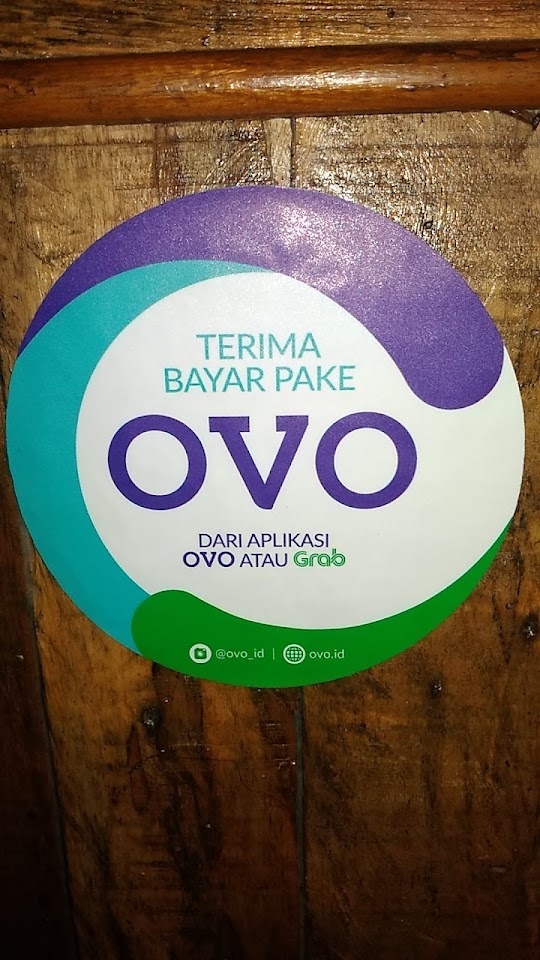 TERIMA
BAYAR PAKE
OVO
DARI APLIKASI
OVO ATAU Grab
@ovo_id | ovo.id